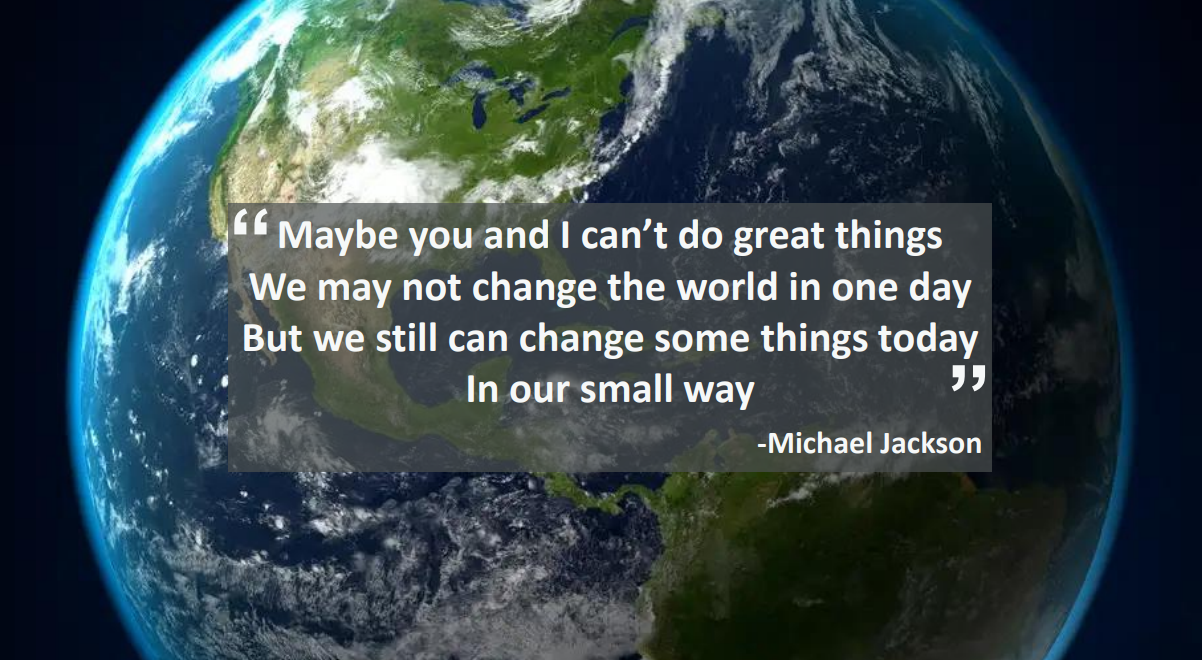 “ Maybe you and I can’t do great things
We may not change the world in one day
But we still can change some things today
In our small way ”
-Michael Jackson